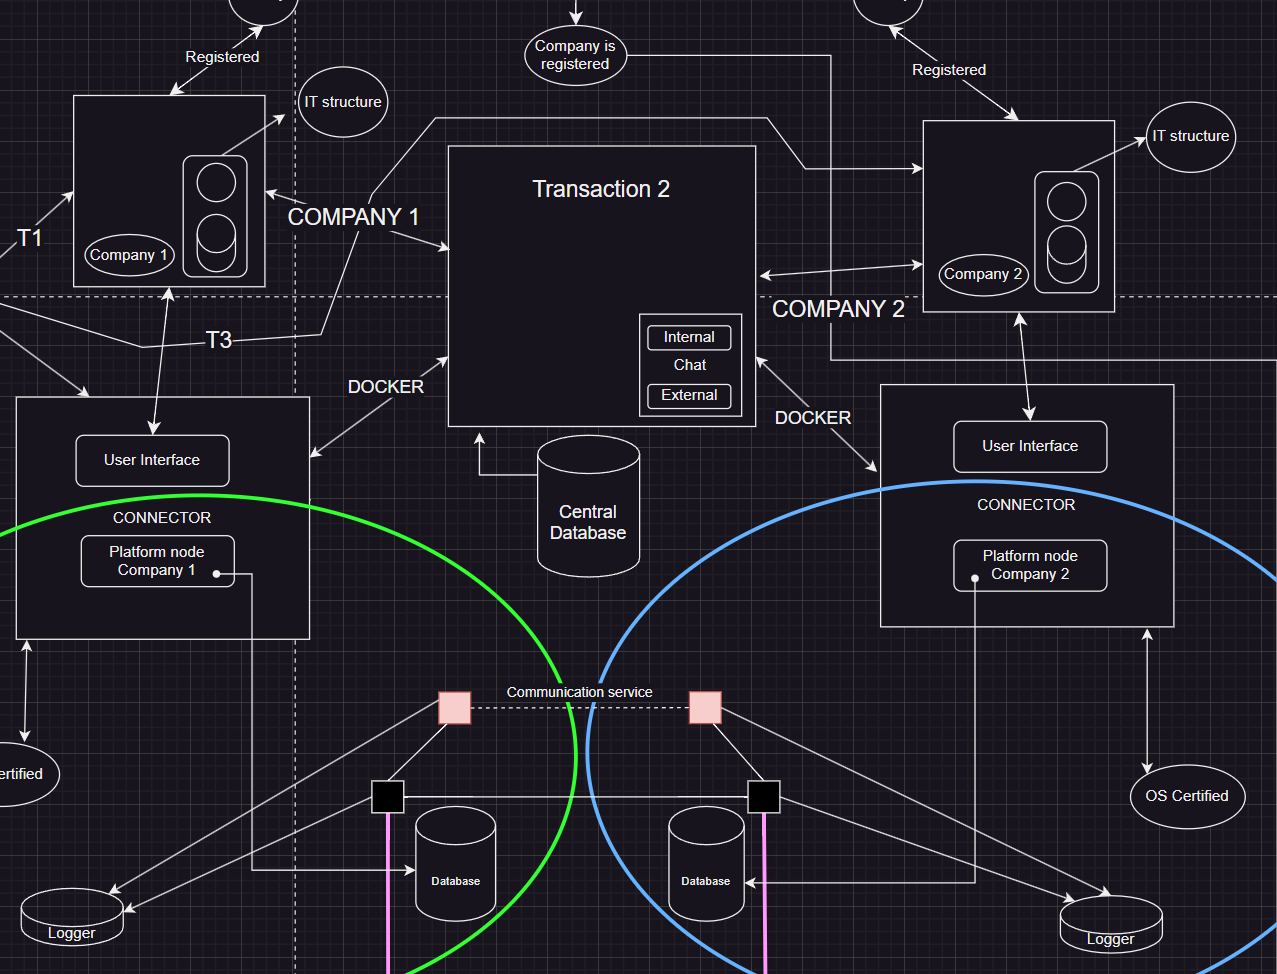 Registered
Company is
registered
Registered
IT structure
IT structure
Transaction 2
COMPANY 1
T1
Company 1
Company 2
COMPANY 2
Internal
Chat
External
T3
DOCKER
DOCKER
User Interface
User Interface
CONNECTOR
CONNECTOR
Central
Database
Platform node
Company 1
Platform node
Company 2
Communication service
ertified
OS Certified
Database
Database
Logger
Logger